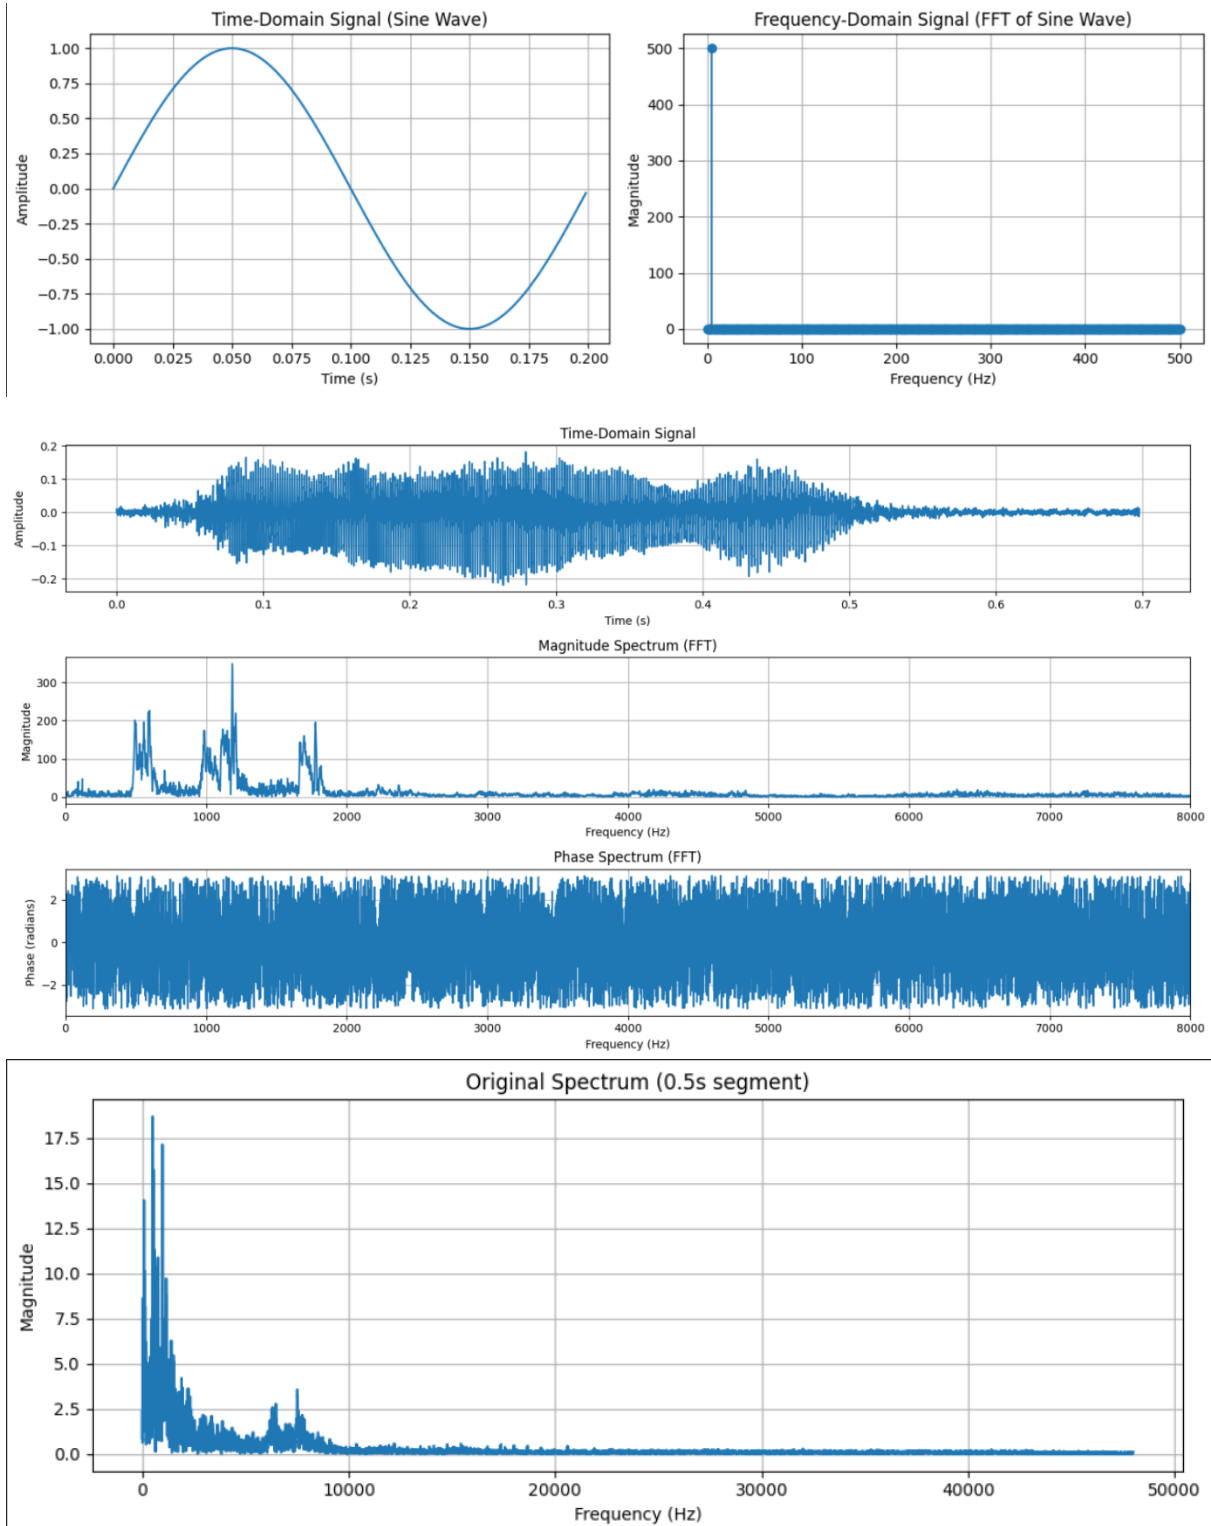 Time-Domain Signal (Sine Wave)
1.00
0.75
0.50
0.25
0.00
−0.25
−0.50
−0.75
−1.00
Amplitude
0.000 0.025 0.050 0.075 0.100 0.125 0.150 0.175 0.200
Time (s)
Frequency-Domain Signal (FFT of Sine Wave)
500
400
300
200
100
0
Magnitude
0 100 200 300 400 500
Frequency (Hz)
Time-Domain Signal
0.2
0.1
0.0
−0.1
−0.2
Amplitude
0.0 0.1 0.2 0.3 0.4 0.5 0.6 0.7
Time (s)
Magnitude Spectrum (FFT)
300
200
100
0
Magnitude
0 1000 2000 3000 4000 5000 6000 7000 8000
Frequency (Hz)
Phase Spectrum (FFT)
2
0
−2
Phase (radians)
0 1000 2000 3000 4000 5000 6000 7000 8000
Frequency (Hz)
Original Spectrum (0.5s segment)
17.5
15.0
12.5
10.0
7.5
5.0
2.5
0.0
Magnitude
0 10000 20000 30000 40000 50000
Frequency (Hz)